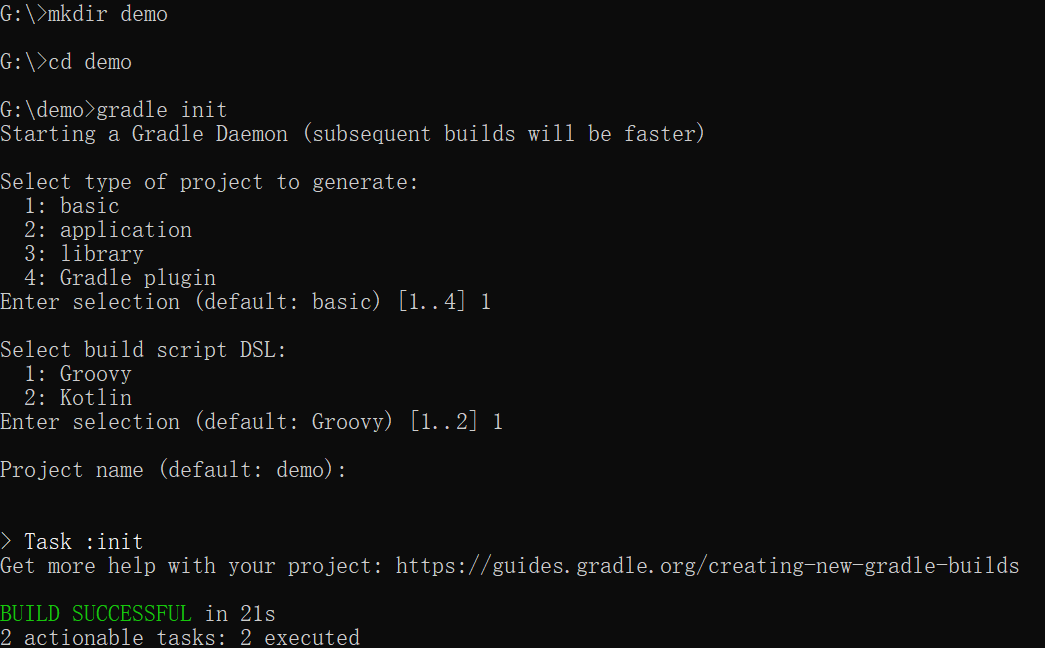 G:\>mkdir demo
G:\>cd demo
G:\demo>gradle init
Starting a Gradle Daemon (subsequent builds will be faster)
Select type of project to generate:
  1: basic
  2: application
  3: library
  4: Gradle plugin
Enter selection (default: basic) [1..4] 1
Select build script DSL:
  1: Groovy
  2: Kotlin
Enter selection (default: Groovy) [1..2] 1
Project name (default: demo):
> Task :init
Get more help with your project: https://guides.gradle.org/creating-new-gradle-builds
BUILD SUCCESSFUL in 21s
2 actionable tasks: 2 executed